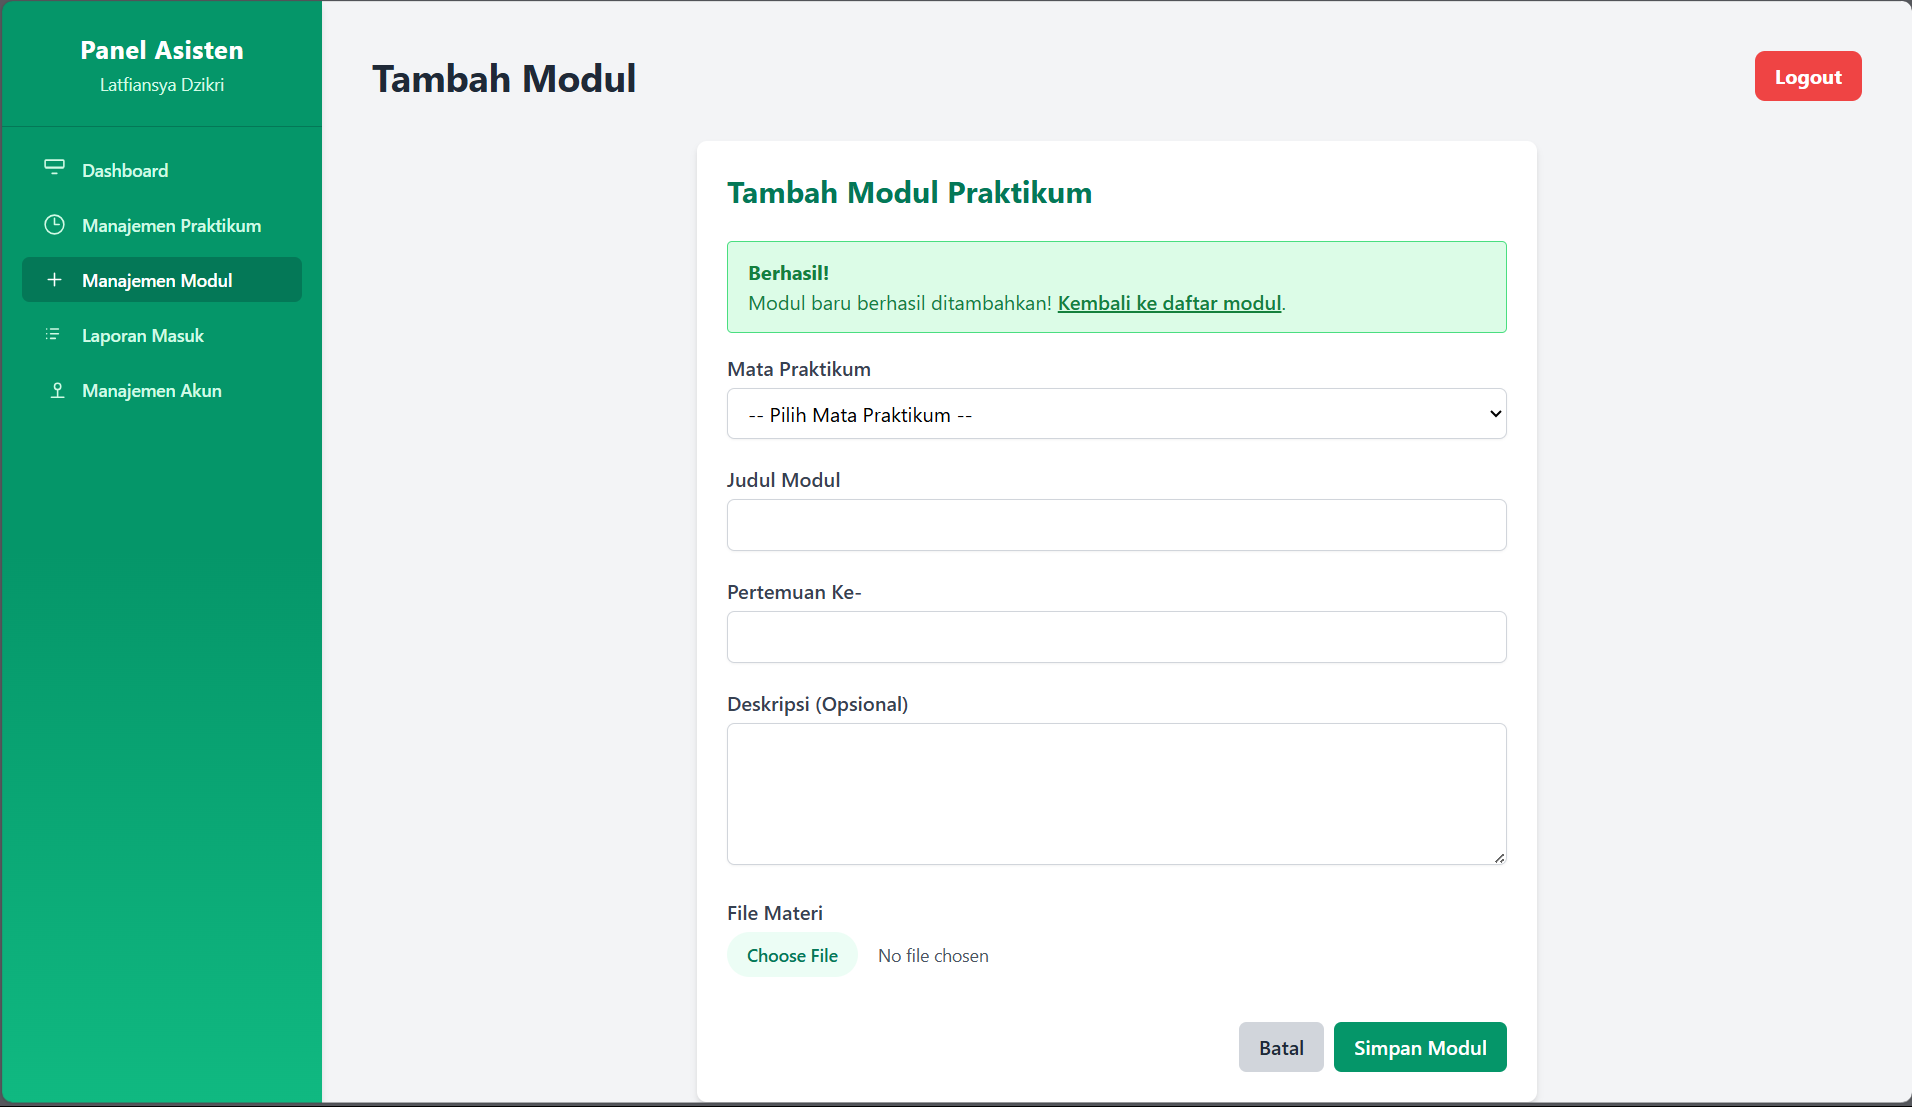 Panel Asisten
Latfiansya Dzikri
Dashboard
Manajemen Praktikum
Manajemen Modul
Laporan Masuk
Manajemen Akun
Tambah Modul
Logout
Tambah Modul Praktikum
Berhasil!
Modul baru berhasil ditambahkan! Kembali ke daftar modul.
Mata Praktikum
-- Pilih Mata Praktikum --
Judul Modul
Pertemuan Ke-
Deskripsi (Opsional)
File Materi
Choose File No file chosen
Batal Simpan Modul